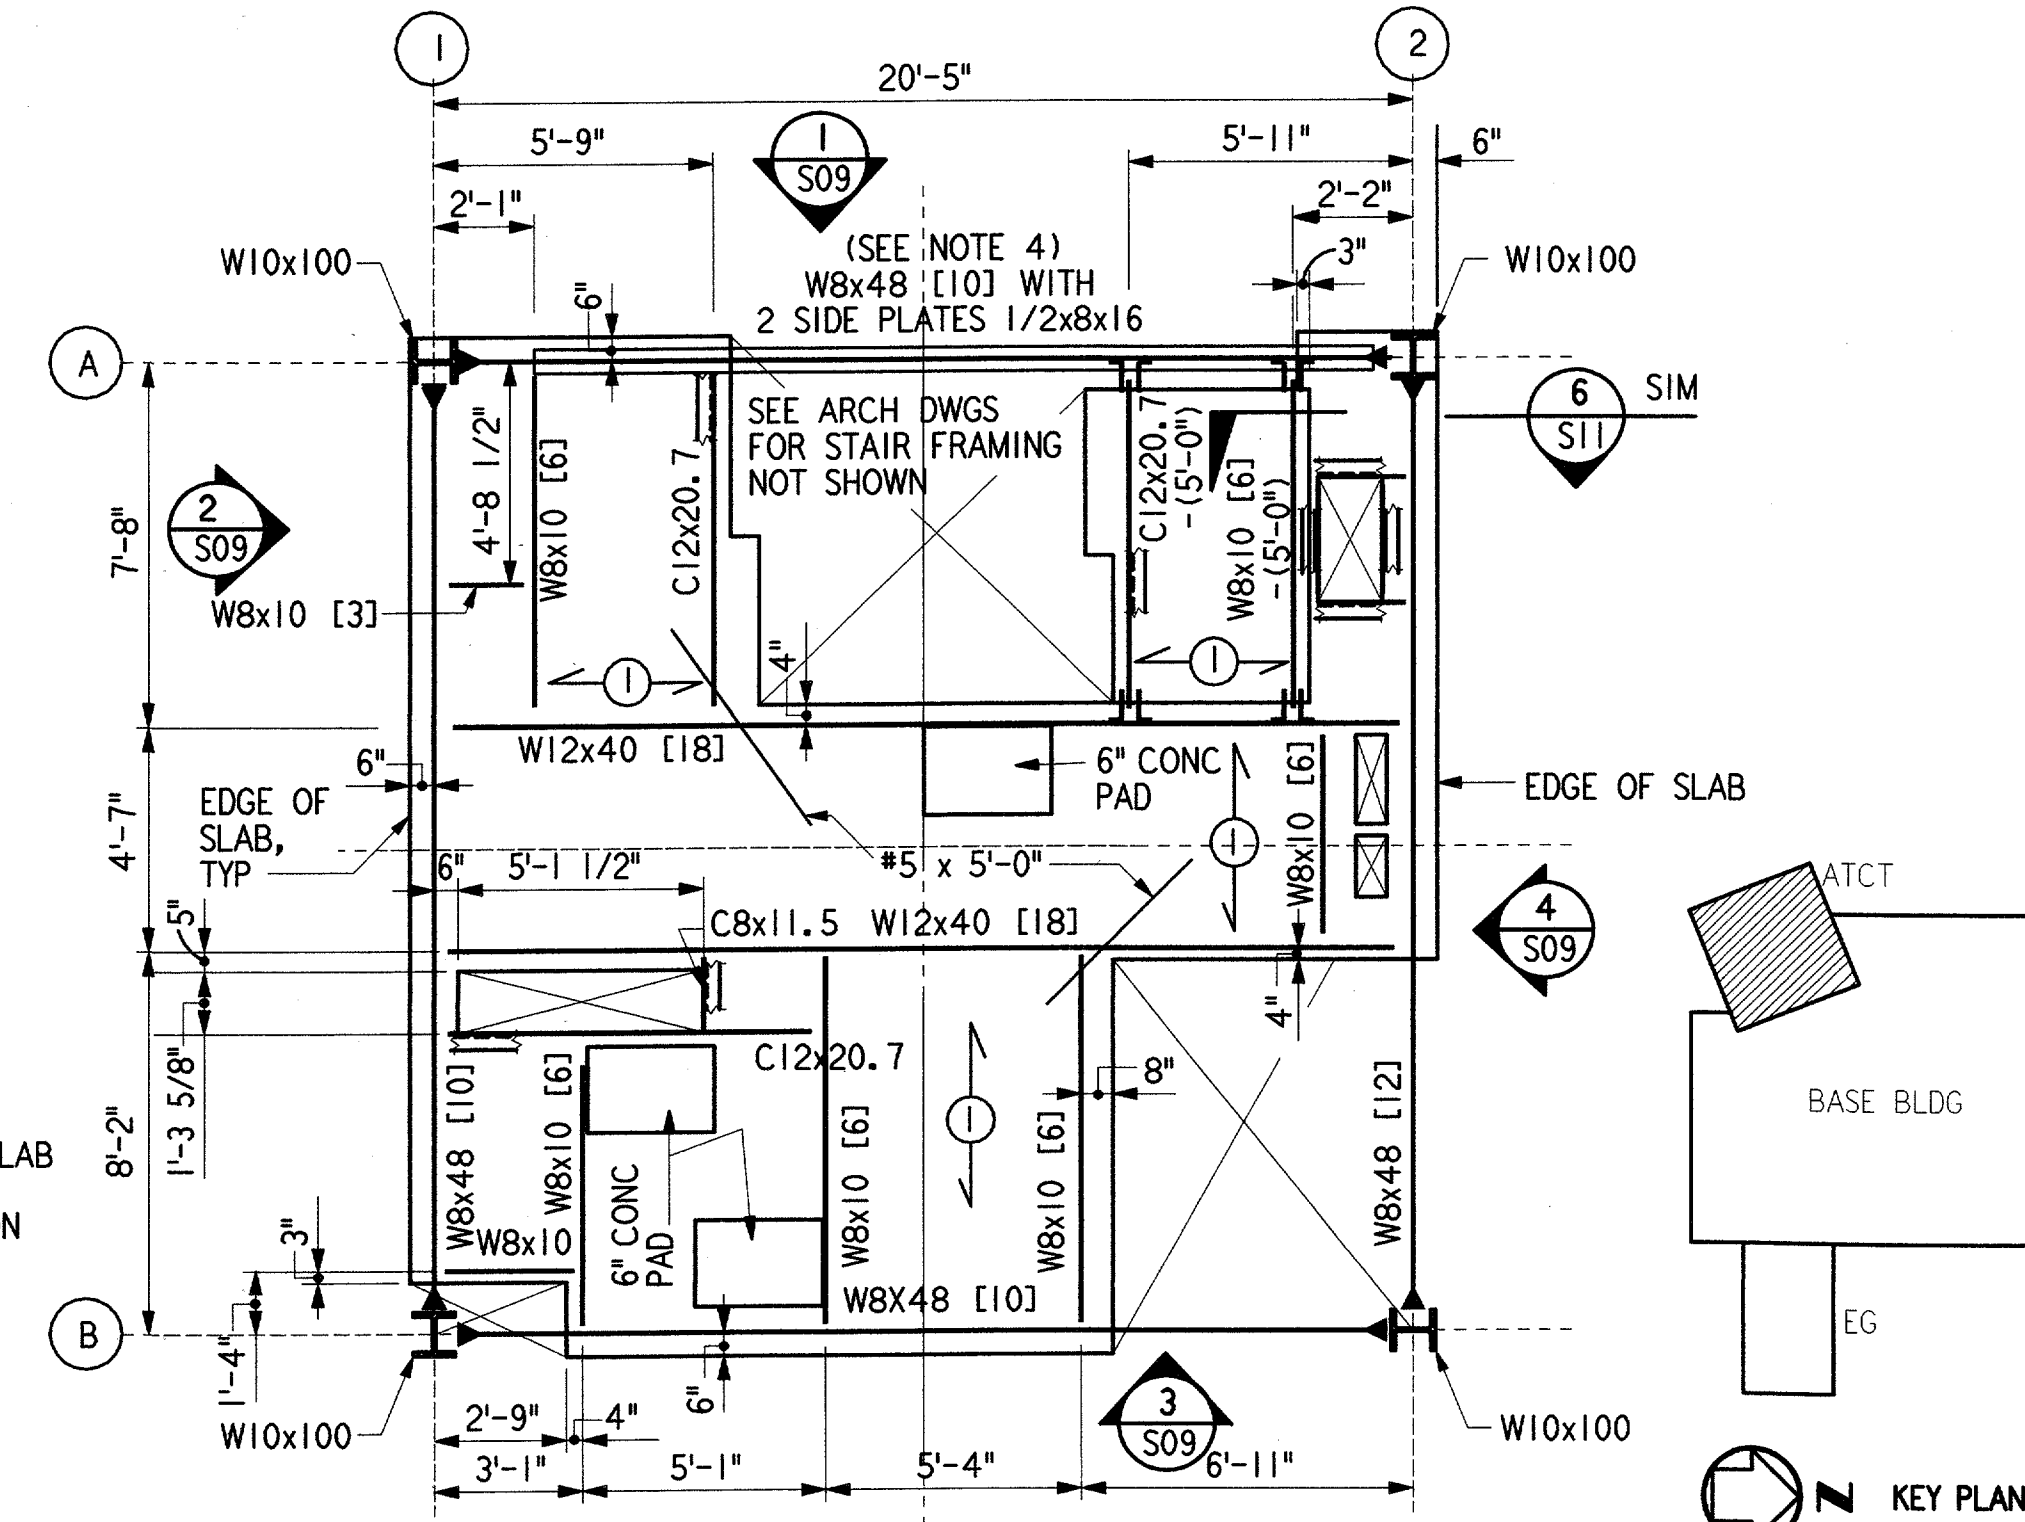 1
2
20'-5"
5'-9"
1
S09
5'-11"
6"
2'-1"
2'-2"
(SEE NOTE 4)
W8x48 [10] WITH
2 SIDE PLATES 1/2x8x16
3"
W10x100
W10x100
6"
A
SEE ARCH DWGS
FOR STAIR FRAMING
NOT SHOWN
6
S11
SIM
4'-8 1/2"
W8x10 [6]
C12x20.7
C12x20.7
-(5'-0")
W8x10 [6]
-(5'-0")
2
S09
7'-8"
W8x10 [3]
1
1
4"
W12x40 [18]
6" CONC
PAD
W8x10 [6]
1
6"
EDGE OF
SLAB,
TYP
EDGE OF SLAB
4'-7"
6"
5'-1 1/2"
#5 x 5'-0"
C8x11.5
W12x40 [18]
4
S09
ATCT
5"
1'-3 5/8"
4"
C12x20.7
8"
W8x48 [10]
W8x10 [6]
1
W8x10 [6]
W8x10 [6]
W8x48 [12]
BASE BLDG
8'-2"
LAB
N
6" CONC
PAD
W8x10
3"
W8X48 [10]
B
EG
1'-4"
6"
W10x100
2'-9"
4"
3
S09
W10x100
3'-1"
5'-1"
5'-4"
6'-11"
N
KEY PLAN